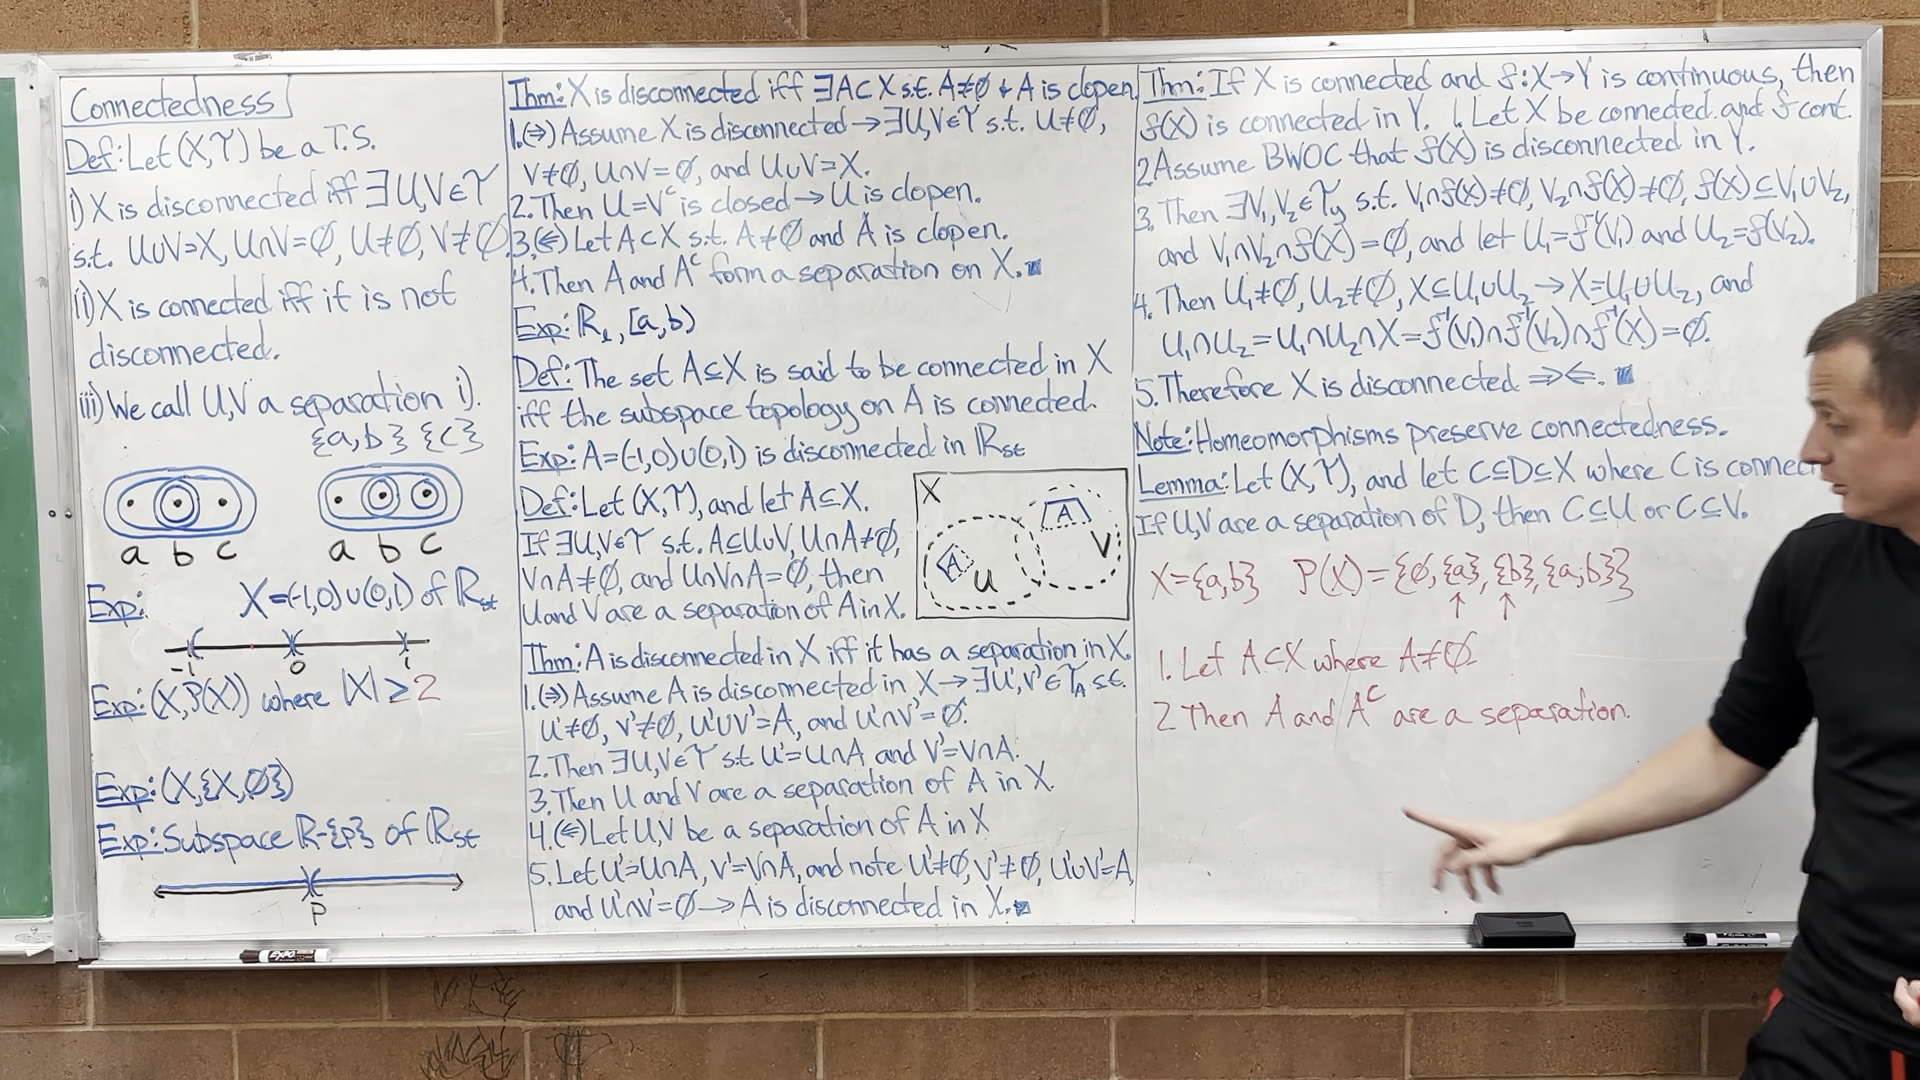 Connectedness
Def: Let (X,𝒯) be a T.S.
i) X is disconnected iff ∃U,V∈𝒯
s.t. U∪V=X, U∩V=∅, U≠∅, V≠∅.
ii) X is connected iff it is not
disconnected.
iii) We call U,V a separation i).
{a,b} {c}
a b c a b c
Exp: X=(-1,0)∪(0,1) of ℝst
-1 0 1
Exp: (X,P(X)) where |X| ≥2
Exp: (X,{X,∅})
Exp: Subspace ℝ-{p} of ℝst
P
Thm: X is disconnected iff ∃A⊂X s.t. A≠∅ & A is clopen.
1.(⇒) Assume X is disconnected → ∃U,V∈𝒯 s.t. U≠∅,
V≠∅, U∩V=∅, and U∪V=X.
2. Then U=Vᶜ is closed → U is clopen.
3.(⇐) Let A⊂X s.t. A≠∅ and A is clopen.
4. Then A and Aᶜ form a separation on X.■
Exp: ℝₗ, [a,b)
Def: The set A⊆X is said to be connected in X
iff the subspace topology on A is connected.
Exp: A=(-1,0)∪(0,1) is disconnected in ℝst
Def: Let (X,𝒯), and let A⊆X.
If ∃U,V∈𝒯 s.t. A⊆U∪V, U∩A≠∅,
V∩A≠∅, and U∩V∩A=∅, then
U and V are a separation of A in X.
X
A
V
A
U
Thm: A is disconnected in X iff it has a separation in X.
1.(⇒) Assume A is disconnected in X → ∃U',V'∈𝒯A s.t.
U'≠∅, V'≠∅, U'∪V'=A, and U'∩V'=∅.
2. Then ∃U,V∈𝒯 s.t. U'=U∩A and V'=V∩A.
3. Then U and V are a separation of A in X.
4.(⇐) Let U,V be a separation of A in X
5. Let U'=U∩A, V'=V∩A, and note U'≠∅, V'≠∅, U'∪V'=A,
and U'∩V'=∅ → A is disconnected in X.■
Thm: If X is connected and f:X→Y is continuous, then
f(X) is connected in Y. 1. Let X be connected and f cont.
2 Assume BWOC that f(X) is disconnected in Y.
3. Then ∃V₁,V₂∈𝒯y s.t. V₁∩f(X)≠∅, V₂∩f(X)≠∅, f(X)⊆V₁∪V₂,
and V₁∩V₂∩f(X)=∅, and let U₁=f⁻¹(V₁) and U₂=f⁻¹(V₂).
4. Then U₁≠∅, U₂≠∅, X⊆U₁∪U₂→X=U₁∪U₂, and
U₁∩U₂=U₁∩U₂∩X=f⁻¹(V₁)∩f⁻¹(V₂)∩f⁻¹(X)=∅.
5. Therefore X is disconnected ⇒⇐. ■
Note: Homeomorphisms preserve connectedness.
Lemma: Let (X,𝒯), and let C⊆D⊆X where C is connec
If U,V are a separation of D, then C⊆U or C⊆V.
X={a,b} P(X)={∅,{a},{b},{a,b}}
↑ ↑
1. Let A⊂X where A≠∅.
2 Then A and Aᶜ are a separation.
EXPO